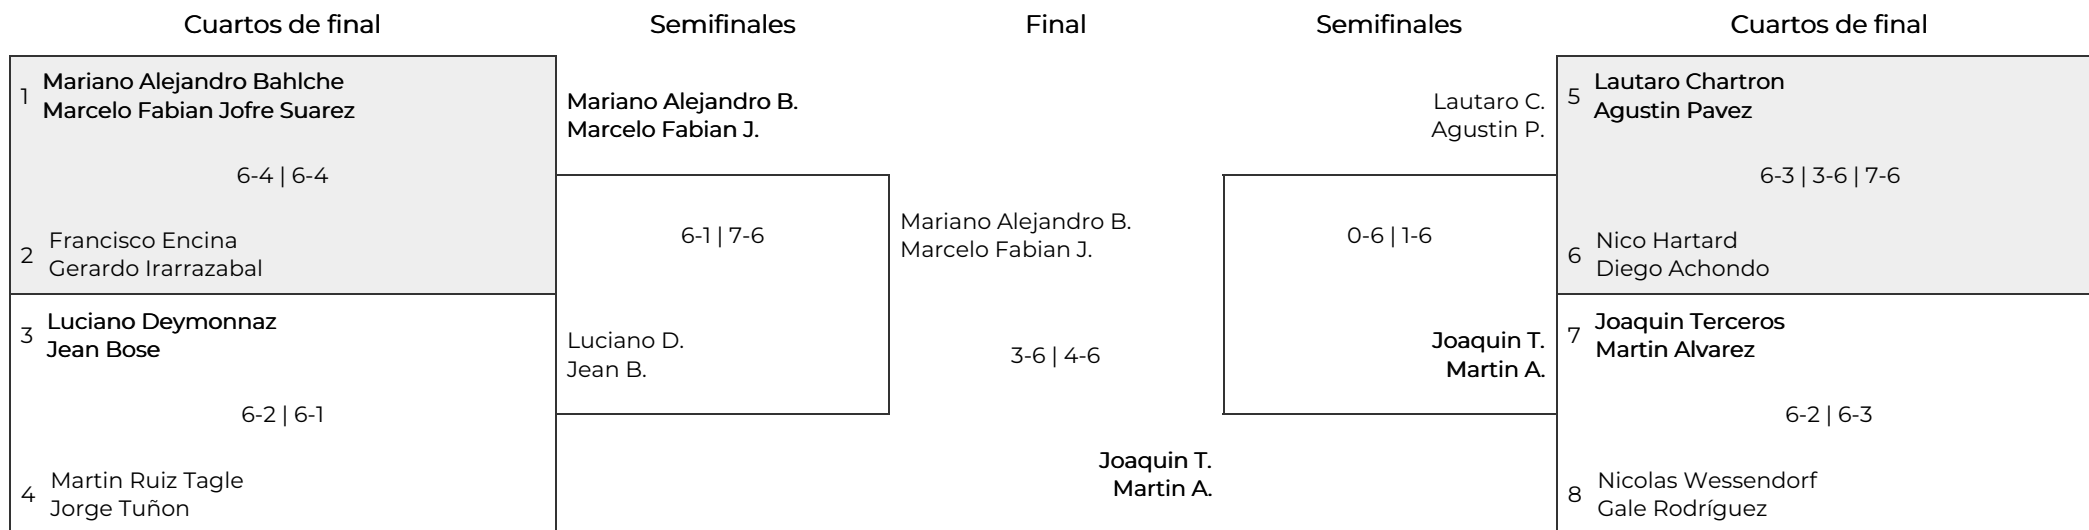 Cuartos de final
Semifinales
Final
Semifinales
Cuartos de final
1
Mariano Alejandro Bahlche
Marcelo Fabian Jofre Suarez
6-4 | 6-4
2
Francisco Encina
Gerardo Irarrazabal
3
Luciano Deymonnaz
Jean Bose
6-2 | 6-1
4
Martin Ruiz Tagle
Jorge Tuñon
Mariano Alejandro B.
Marcelo Fabian J.
6-1 | 7-6
Luciano D.
Jean B.
Mariano Alejandro B.
Marcelo Fabian J.
3-6 | 4-6
Joaquin T.
Martin A.
Lautaro C.
Agustin P.
0-6 | 1-6
Joaquin T.
Martin A.
5
Lautaro Chartron
Agustin Pavez
6-3 | 3-6 | 7-6
6
Nico Hartard
Diego Achondo
7
Joaquin Terceros
Martin Alvarez
6-2 | 6-3
8
Nicolas Wessendorf
Gale Rodríguez